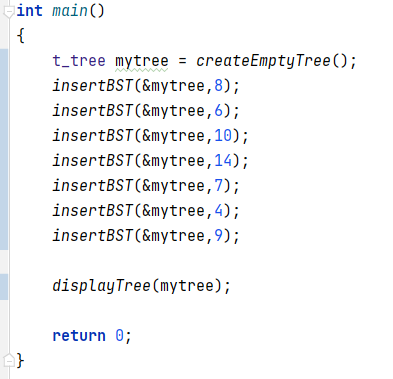 int main()
{
    t_tree mytree = createEmptyTree();
    insertBST(&mytree,8);
    insertBST(&mytree,6);
    insertBST(&mytree,10);
    insertBST(&mytree,14);
    insertBST(&mytree,7);
    insertBST(&mytree,4);
    insertBST(&mytree,9);

    displayTree(mytree);

    return 0;
}